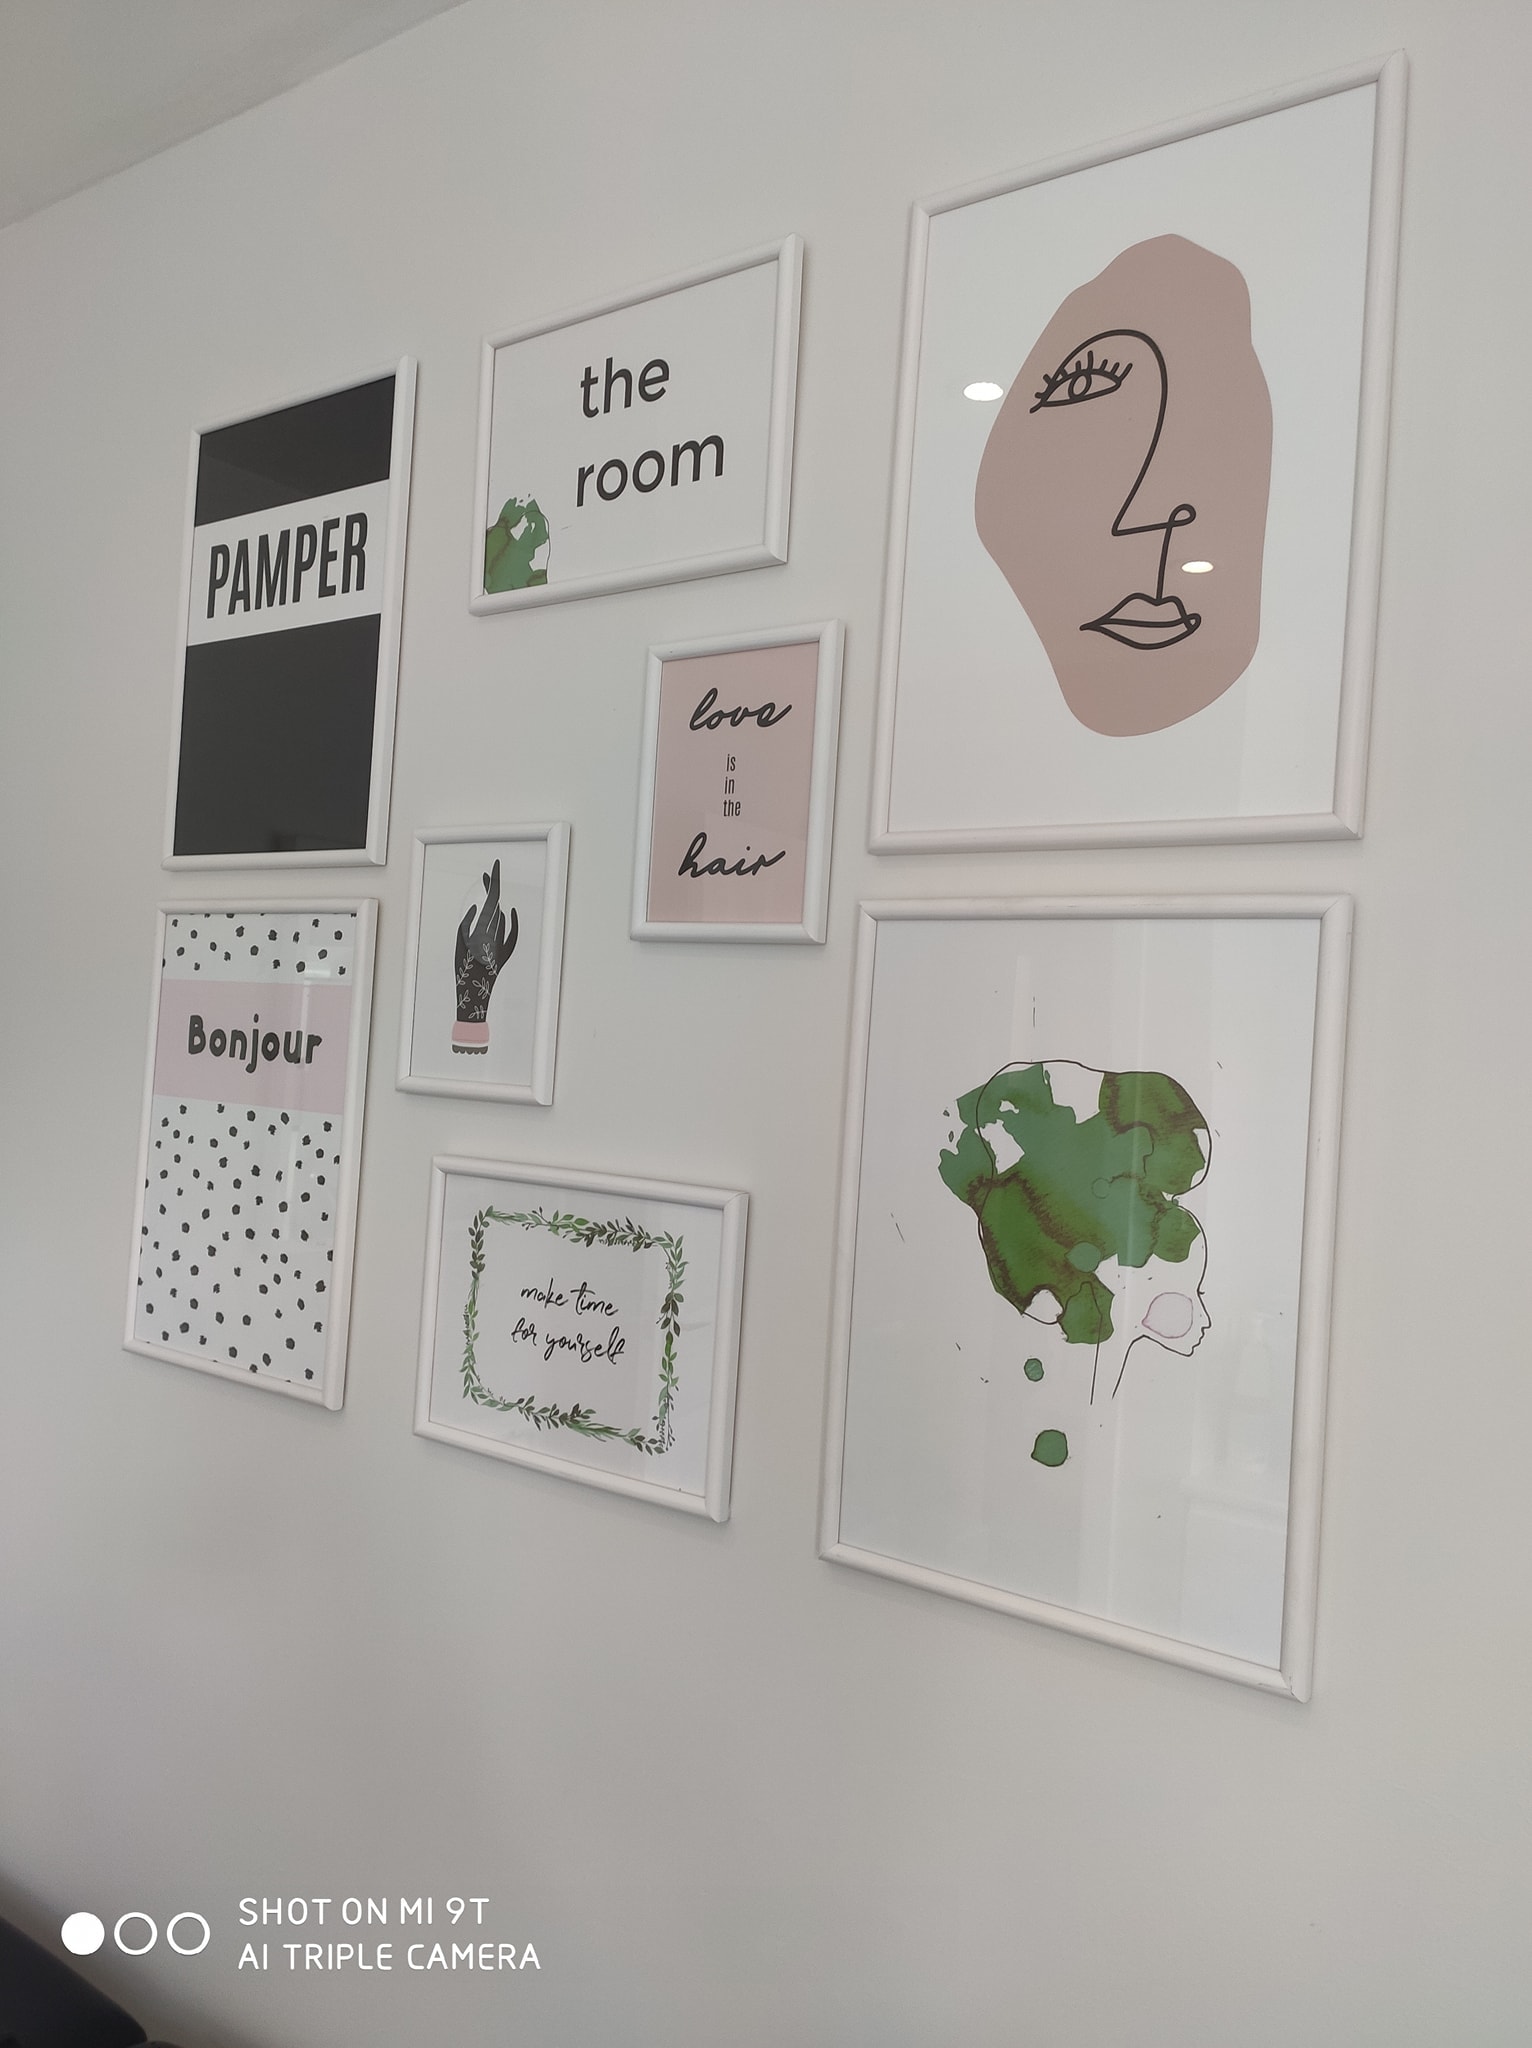 PAMPER
the
room
love
is
in
the
hair
Bonjour
make time
for yourself
SHOT ON MI 9T
AI TRIPLE CAMERA